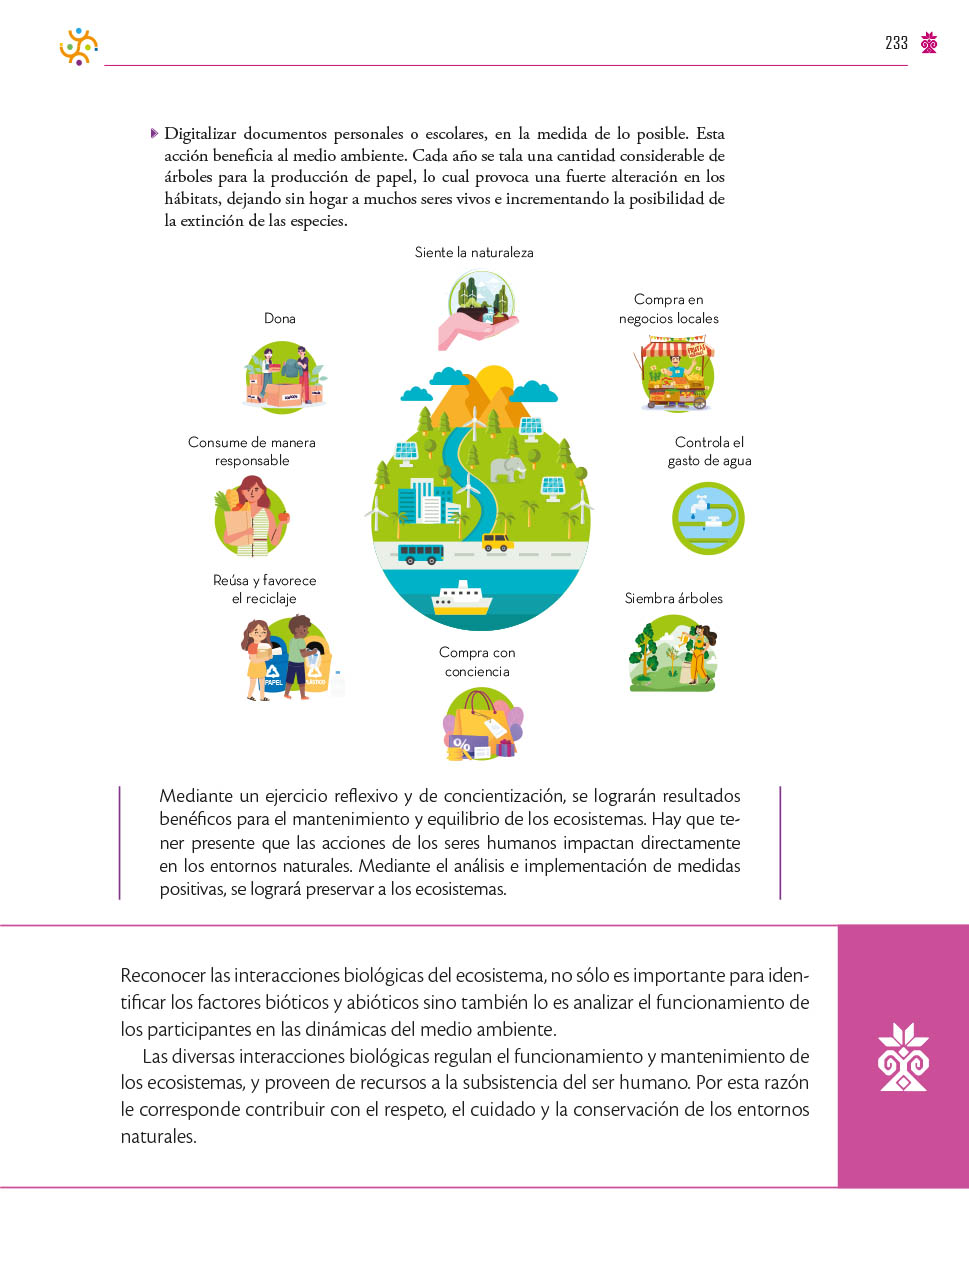 233
Digitalizar documentos personales o escolares, en la medida de lo posible. Esta
acción beneficia al medio ambiente. Cada año se tala una cantidad considerable de
árboles para la producción de papel, lo cual provoca una fuerte alteración en los
hábitats, dejando sin hogar a muchos seres vivos e incrementando la posibilidad de
la extinción de las especies.
Siente la naturaleza
Compra en
negocios locales
FRUTAS
Dona
Consume de manera
responsable
Controla el
gasto de agua
Reúsa y favorece
el reciclaje
PAPEL
Siembra árboles
Compra con
conciencia
%
Mediante un ejercicio reflexivo y de concientización, se lograrán resultados
benéficos para el mantenimiento y equilibrio de los ecosistemas. Hay que te-
ner presente que las acciones de los seres humanos impactan directamente
en los entornos naturales. Mediante el análisis e implementación de medidas
positivas, se logrará preservar a los ecosistemas.
Reconocer las interacciones biológicas del ecosistema, no sólo es importante para iden-
tificar los factores bióticos y abióticos sino también lo es analizar el funcionamiento de
los participantes en las dinámicas del medio ambiente.
Las diversas interacciones biológicas regulan el funcionamiento y mantenimiento de
los ecosistemas, y proveen de recursos a la subsistencia del ser humano. Por esta razón
le corresponde contribuir con el respeto, el cuidado y la conservación de los entornos
naturales.